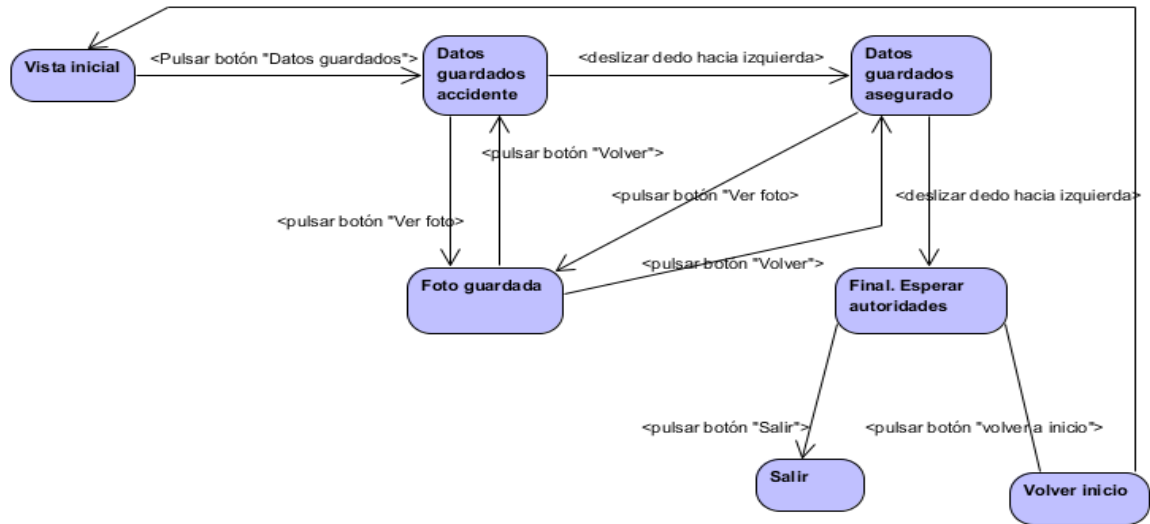 Vista inicial
<Pulsar botón "Datos guardados">
Datos
guardados
accidente
<deslizar dedo hacia izquierda>
Datos
guardados
asegurado
<pulsar botón "Volver">
<pulsar botón "Ver foto>
<pulsar botón "Ver foto>
<deslizar dedo hacia izquierda>
<pulsar botón "Volver">
Foto guardada
Final. Esperar
autoridades
<pulsar botón "Salir">
<pulsar botón "volver a inicio">
Salir
Volver inicio